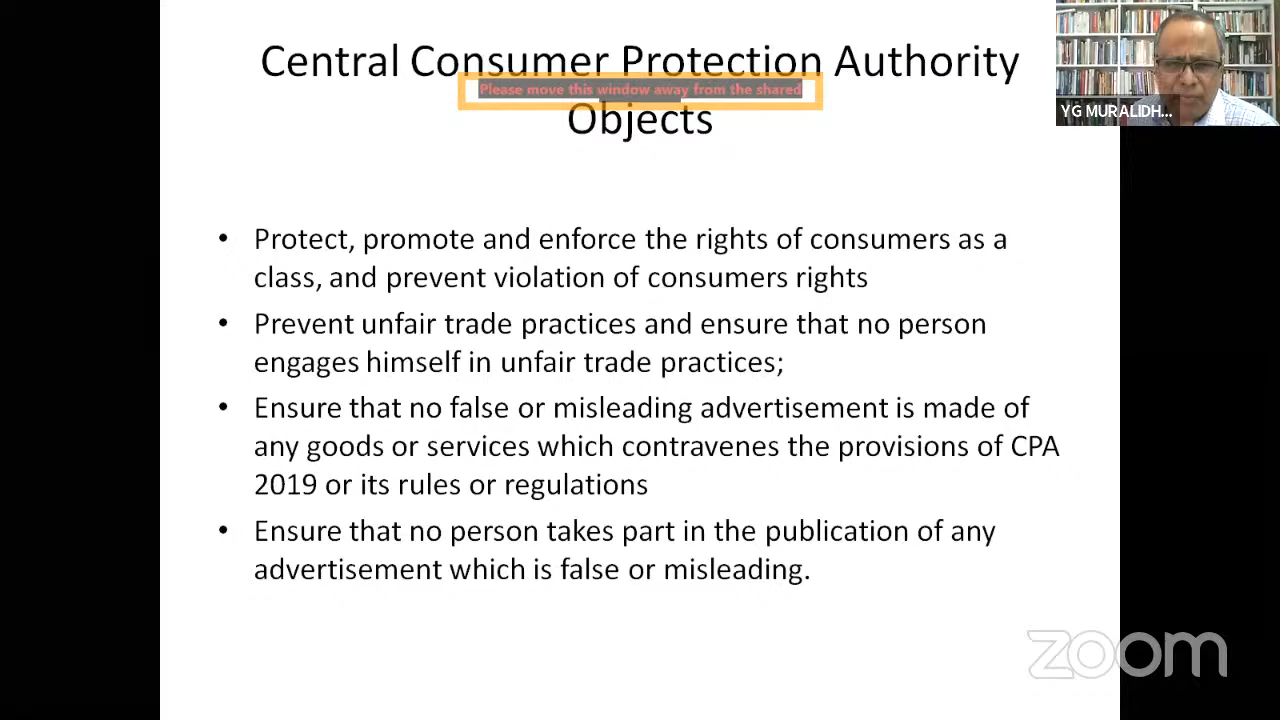 Central Consumer Protection Authority
Please move this window away from the shared
Objects
YG MURALIDH...
• Protect, promote and enforce the rights of consumers as a
class, and prevent violation of consumers rights
• Prevent unfair trade practices and ensure that no person
engages himself in unfair trade practices;
• Ensure that no false or misleading advertisement is made of
any goods or services which contravenes the provisions of CPA
2019 or its rules or regulations
• Ensure that no person takes part in the publication of any
advertisement which is false or misleading.
zoom